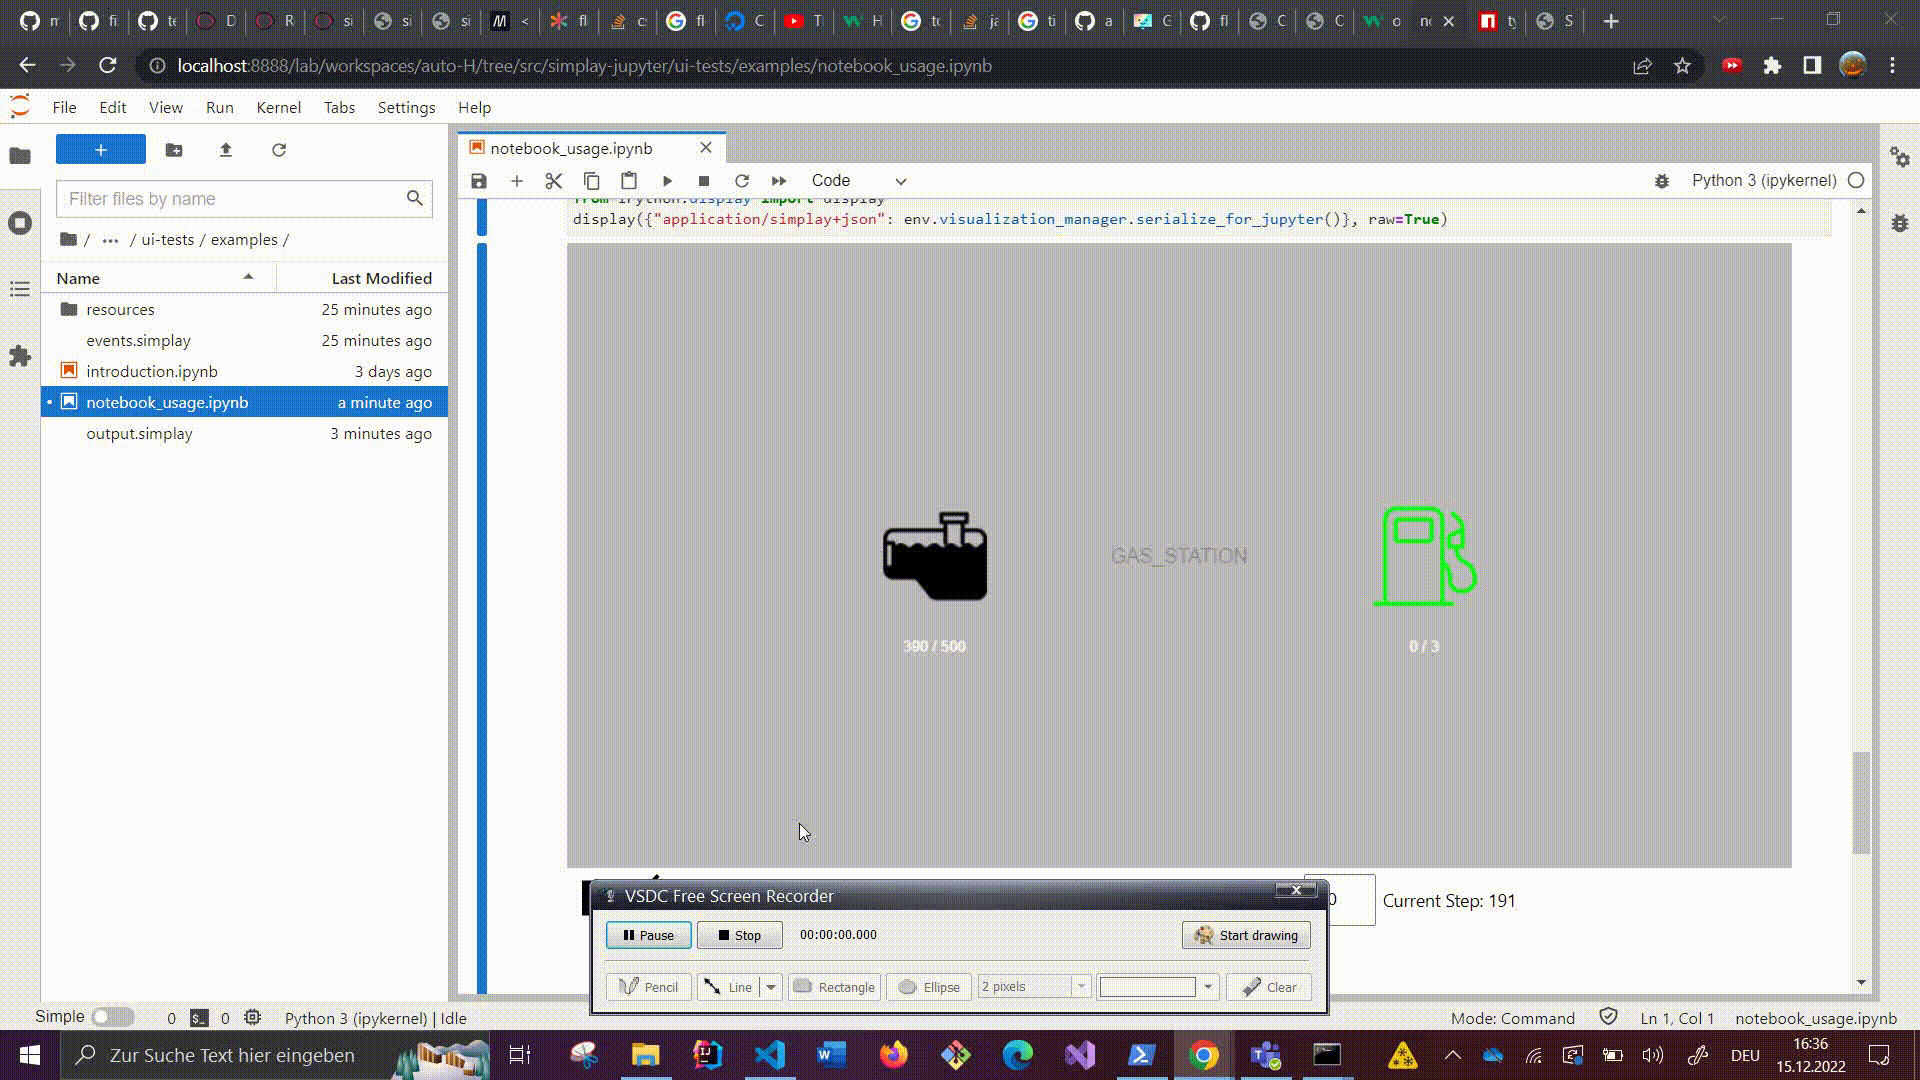 localhost:8888/lab/workspaces/auto-H/tree/src/simplay-jupyter/ui-tests/examples/notebook_usage.ipynb
File Edit View Run Kernel Tabs Settings Help
notebook_usage.ipynb
Filter files by name
Code
Python 3 (ipykernel)
from IPython.display import display
display({"application/simplay+json": env.visualization_manager.serialize_for_jupyter()}, raw=True)
/ ... / ui-tests / examples /
Name Last Modified
resources 25 minutes ago
events.simplay 25 minutes ago
introduction.ipynb 3 days ago
notebook_usage.ipynb a minute ago
output.simplay 3 minutes ago
GAS_STATION
390 / 500
0 / 3
Current Step: 191
VSDC Free Screen Recorder
Pause Stop 00:00:00.000 Start drawing
Pencil Line Rectangle Ellipse 2 pixels Clear
Simple 0 0 Python 3 (ipykernel) | Idle
Mode: Command Ln 1, Col 1 notebook_usage.ipynb
Zur Suche Text hier eingeben
DEU
16:36
15.12.2022